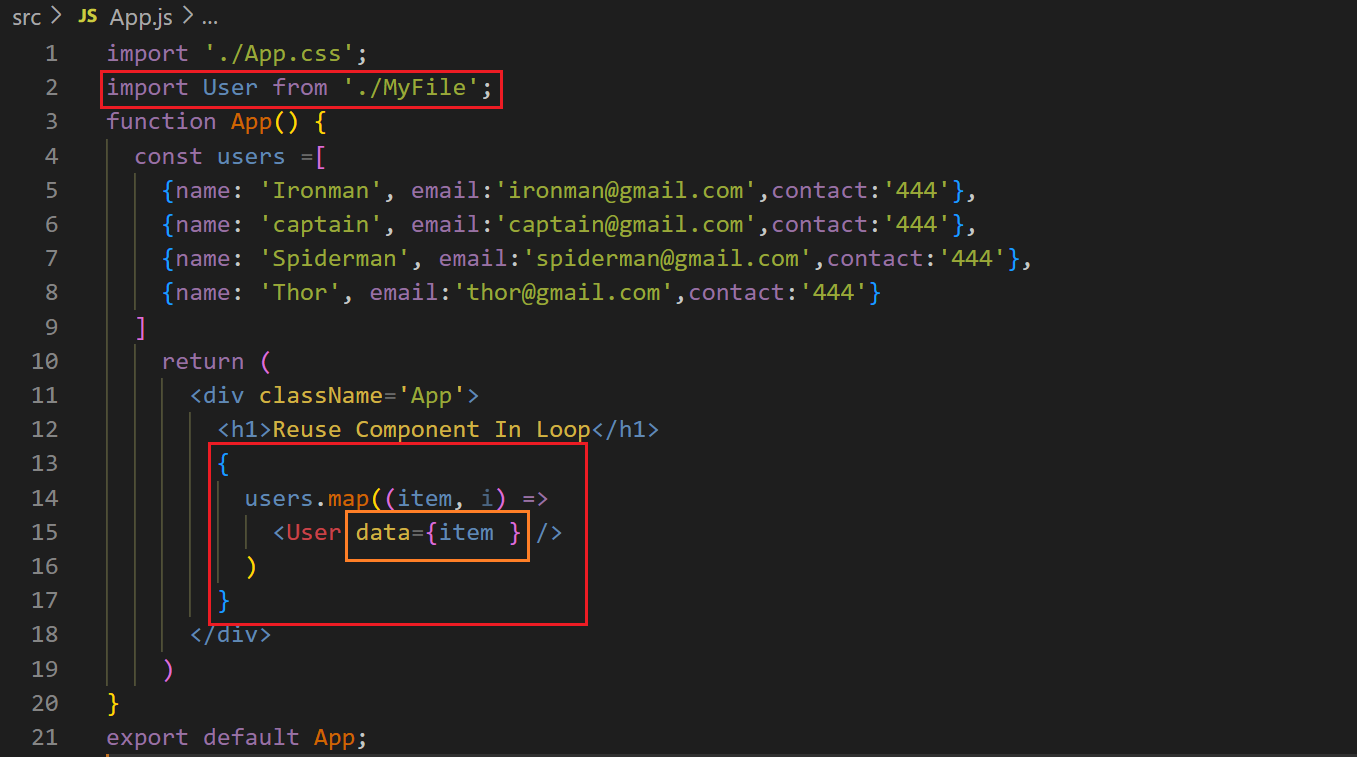 src > JS App.js > ...
1 import './App.css';
2 import User from './MyFile';
3 function App() {
4 const users =[
5 {name: 'Ironman', email:'ironman@gmail.com',contact:'444'},
6 {name: 'captain', email:'captain@gmail.com',contact:'444'},
7 {name: 'Spiderman', email:'spiderman@gmail.com',contact:'444'},
8 {name: 'Thor', email:'thor@gmail.com',contact:'444'}
9 ]
10 return (
11 <div className='App'>
12 <h1>Reuse Component In Loop</h1>
13 {
14 users.map((item, i) =>
15 <User data={item } />
16 )
17 }
18 </div>
19 )
20 }
21 export default App;